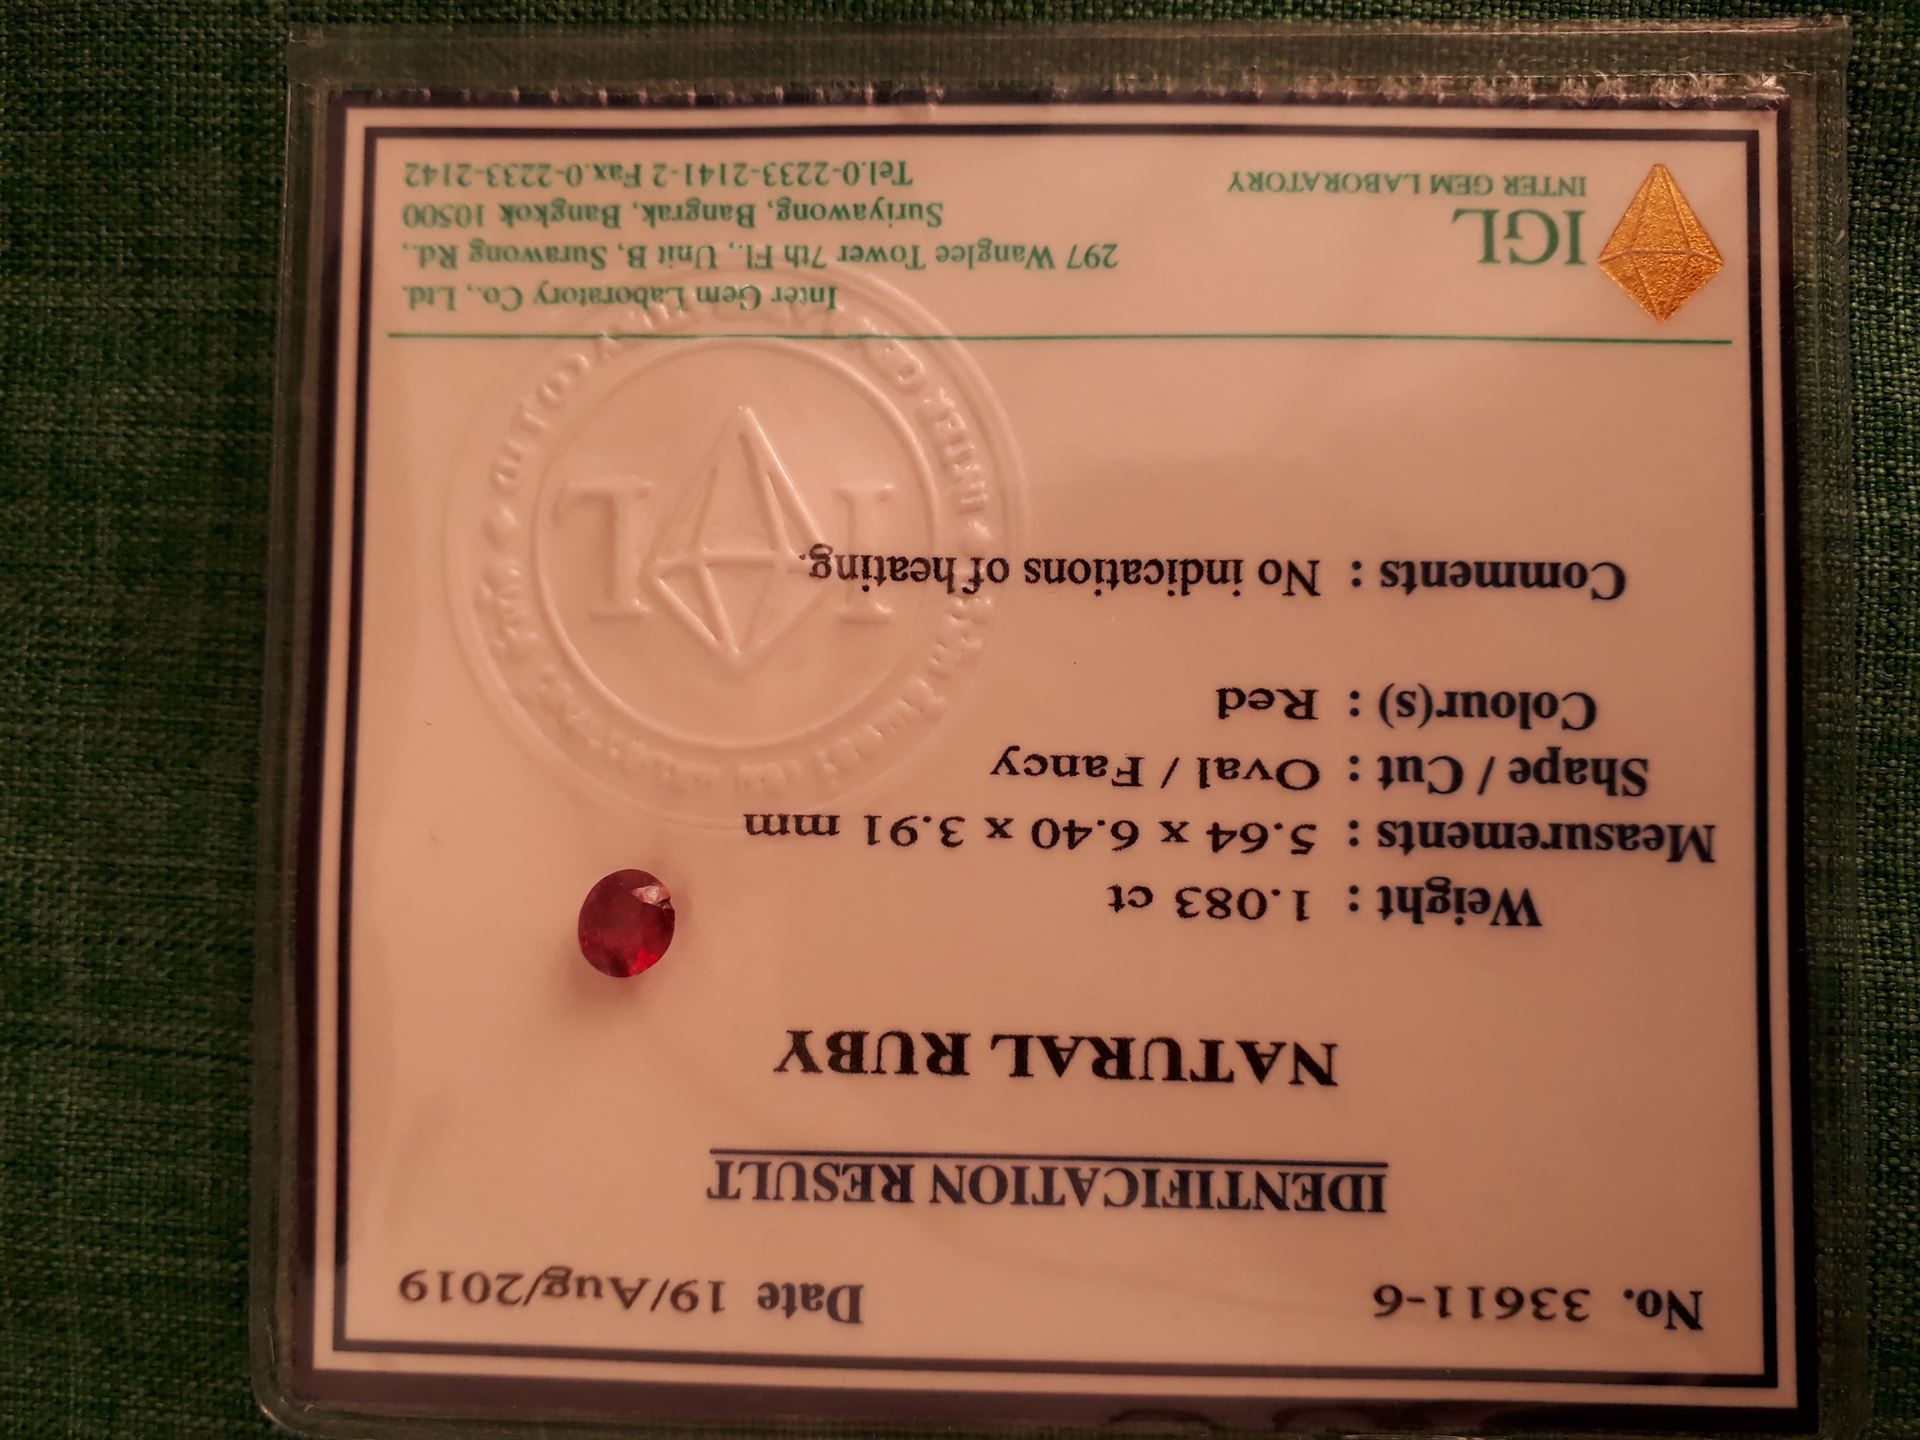 No. 33611-6 Date 19/Aug/2019
IDENTIFICATION RESULT
NATURAL RUBY
Weight : 1.083 ct
Measurements : 5.64 x 6.40 x 3.91 mm
Shape / Cut : Oval / Fancy
Colour(s) : Red
Comments : No indications of heating.
IGL
INTER GEM LABORATORY
Inter Gem Laboratory Co., Ltd.
297 Wanglee Tower 7th Fl., Unit B, Surawong Rd.,
Suriyawong, Bangrak, Bangkok 10500
Tel.0-2233-2141-2 Fax.0-2233-2142